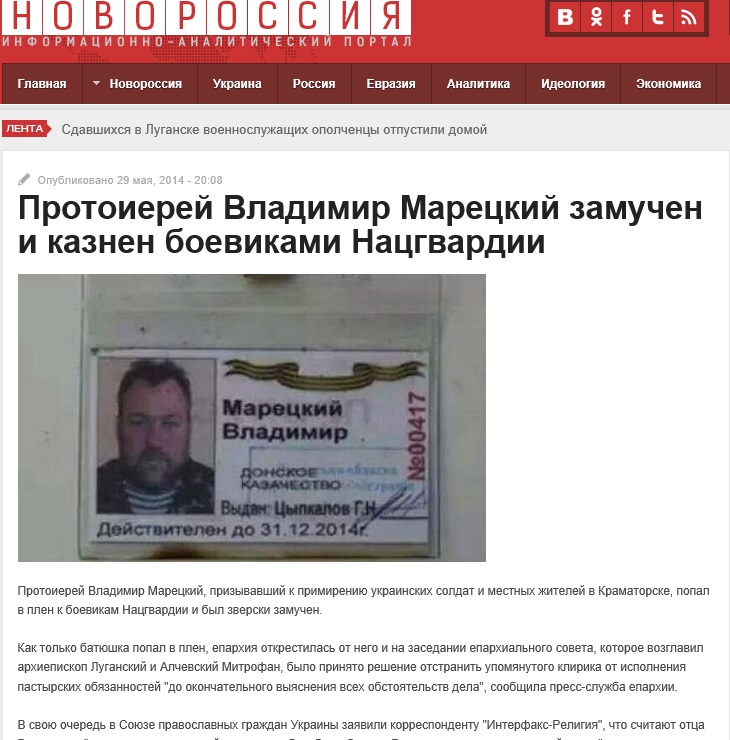 НОВОРОССИЯ
ИНФОРМАЦИОННО-АНАЛИТИЧЕСКИЙ ПОРТАЛ
Главная Новороссия Украина Россия Евразия Аналитика Идеология Экономика
ЛЕНТА Сдавшихся в Луганске военнослужащих ополченцы отпустили домой
Опубликовано 29 мая, 2014 - 20:08
Протоиерей Владимир Марецкий замучен
и казнен боевиками Нацгвардии
Марецкий
Владимир
№00417
ДОНСКОЕ
КАЗАЧЕСТВО
Выдан: Цыпкалов Г.Н.
Действителен до 31.12.2014г.
Протоиерей Владимир Марецкий, призывавший к примирению украинских солдат и местных жителей в Краматорске, попал
в плен к боевикам Нацгвардии и был зверски замучен.
Как только батюшка попал в плен, епархия открестилась от него и на заседании епархиального совета, которое возглавил
архиепископ Луганский и Алчевский Митрофан, было принято решение отстранить упомянутого клирика от исполнения
пастырских обязанностей "до окончательного выяснения всех обстоятельств дела", сообщила пресс-служба епархии.
В свою очередь в Союзе православных граждан Украины заявили корреспонденту "Интерфакс-Религия", что считают отца